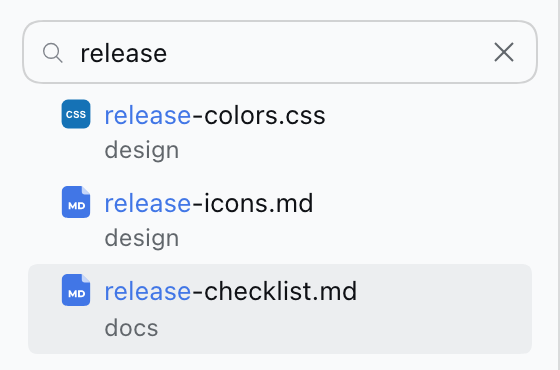 release
CSS release-colors.css
design
MD release-icons.md
design
MD release-checklist.md
docs